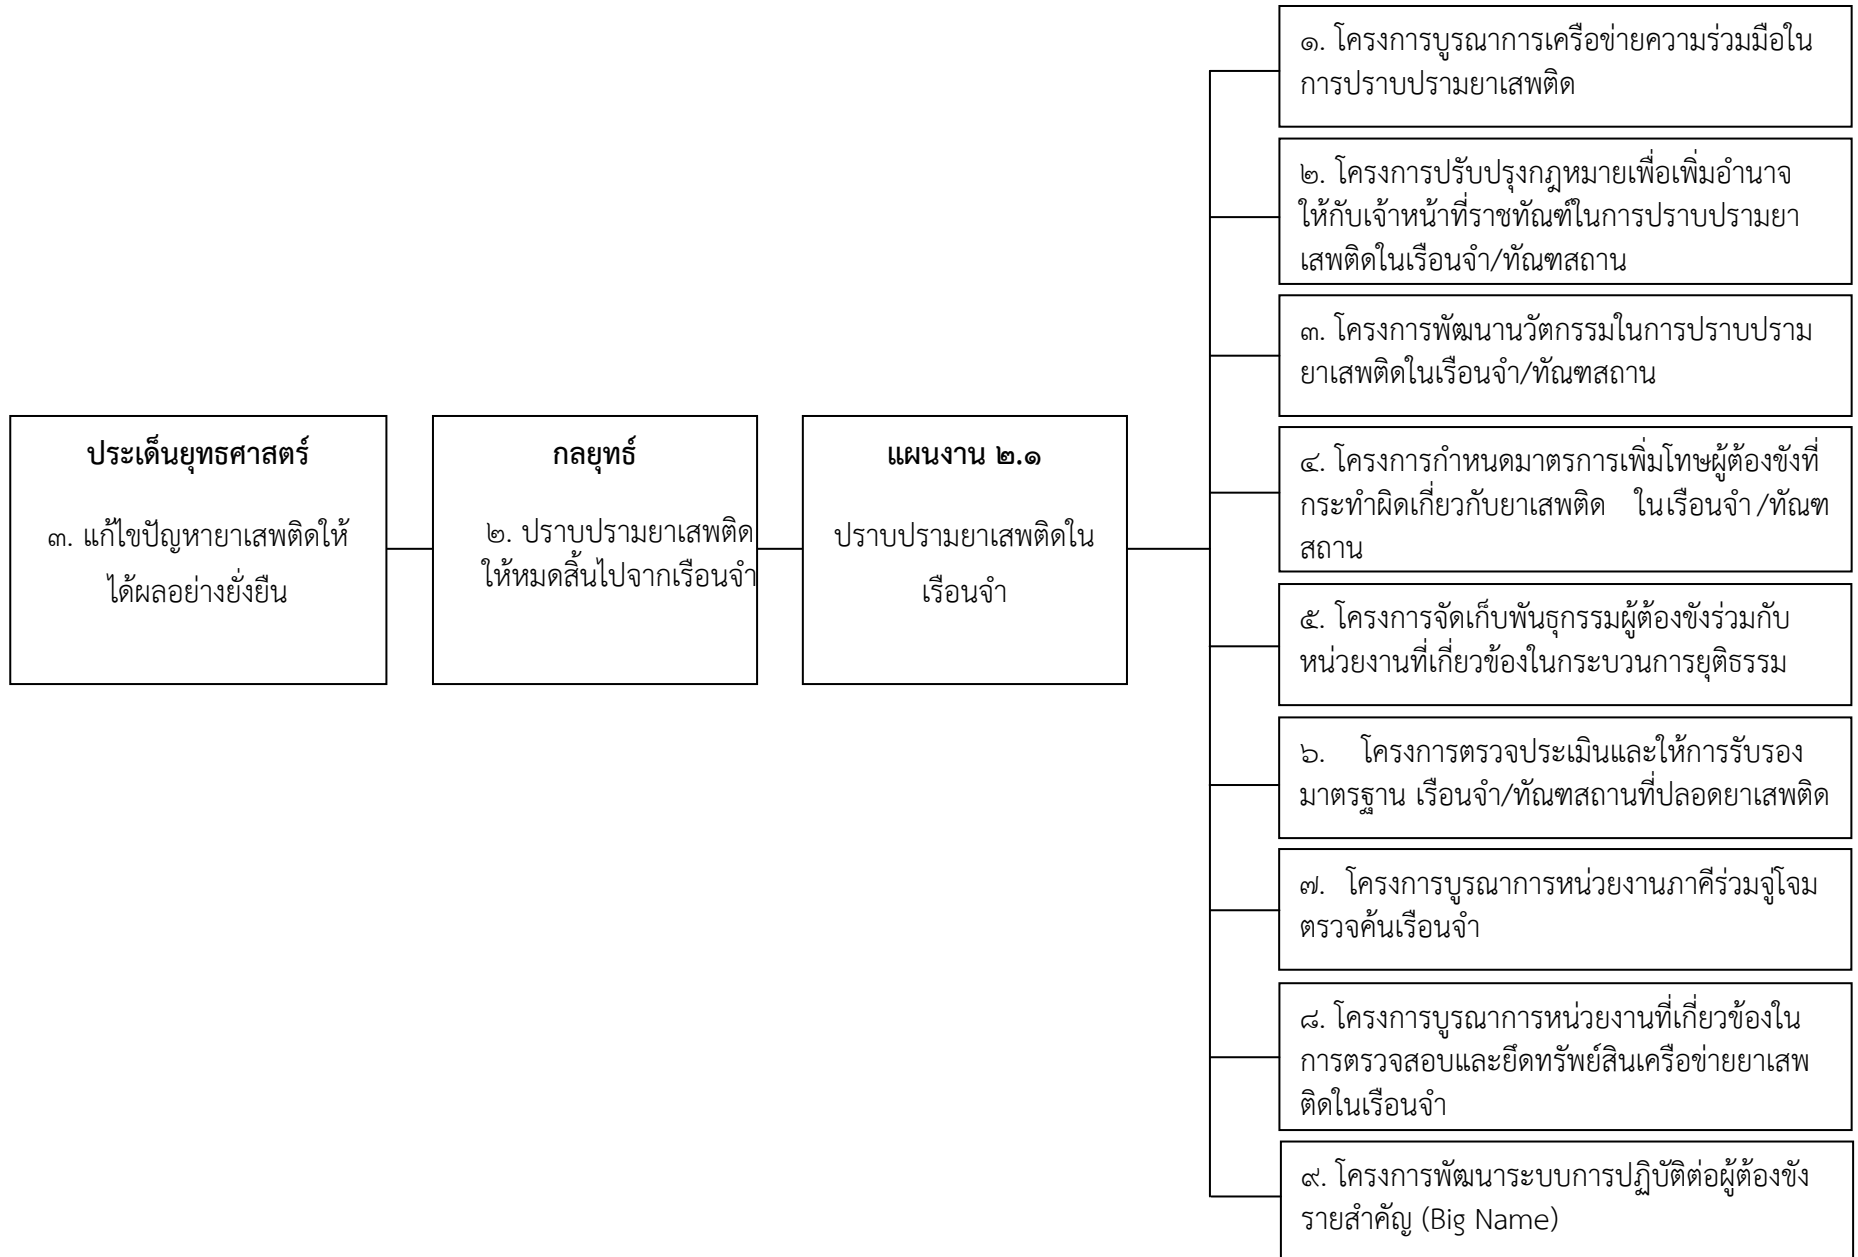 ประเด็นยุทธศาสตร์
๓. แก้ไขปัญหายาเสพติดให้
ได้ผลอย่างยั่งยืน
กลยุทธ์
๒. ปราบปรามยาเสพติด
ให้หมดสิ้นไปจากเรือนจำ
แผนงาน ๒.๑
ปราบปรามยาเสพติดใน
เรือนจำ
๑. โครงการบูรณาการเครือข่ายความร่วมมือใน
การปราบปรามยาเสพติด
๒. โครงการปรับปรุงกฎหมายเพื่อเพิ่มอำนาจ
ให้กับเจ้าหน้าที่ราชทัณฑ์ในการปราบปรามยา
เสพติดในเรือนจำ/ทัณฑสถาน
๓. โครงการพัฒนานวัตกรรมในการปราบปราม
ยาเสพติดในเรือนจำ/ทัณฑสถาน
๔. โครงการกำหนดมาตรการเพิ่มโทษผู้ต้องขังที่
กระทำผิดเกี่ยวกับยาเสพติด ในเรือนจำ /ทัณฑ
สถาน
๕. โครงการจัดเก็บพันธุกรรมผู้ต้องขังร่วมกับ
หน่วยงานที่เกี่ยวข้องในกระบวนการยุติธรรม
๖. โครงการตรวจประเมินและให้การรับรอง
มาตรฐาน เรือนจำ/ทัณฑสถานที่ปลอดยาเสพติด
๗. โครงการบูรณาการหน่วยงานภาคีร่วมจู่โจม
ตรวจค้นเรือนจำ
๘. โครงการบูรณาการหน่วยงานที่เกี่ยวข้องใน
การตรวจสอบและยึดทรัพย์สินเครือข่ายยาเสพ
ติดในเรือนจำ
๙. โครงการพัฒนาระบบการปฏิบัติต่อผู้ต้องขัง
รายสำคัญ (Big Name)